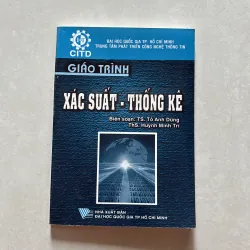 CITD
ĐẠI HỌC QUỐC GIA TP. HỒ CHÍ MINH
TRUNG TÂM PHÁT TRIỂN CÔNG NGHỆ THÔNG TIN
GIÁO TRÌNH
XÁC SUẤT - THỐNG KÊ
Biên soạn: TS. Tô Anh Dũng
ThS. Huỳnh Minh Trí
NHÀ XUẤT BẢN
ĐẠI HỌC QUỐC GIA TP HỒ CHÍ MINH